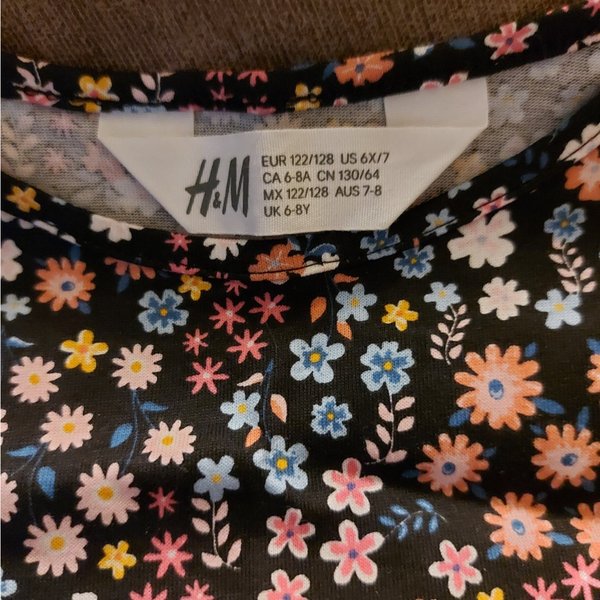 H&M
EUR 122/128 US 6X/7
CA 6-8A CN 130/64
MX 122/128 AUS 7-8
UK 6-8Y